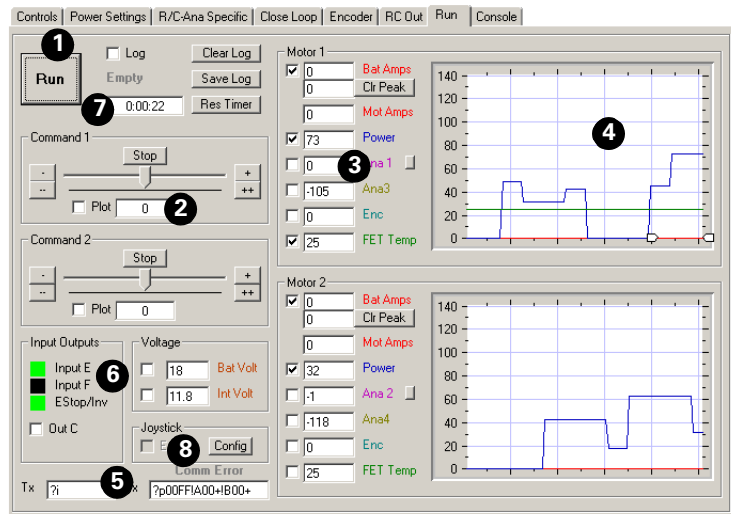 Controls Power Settings R/C-Ana Specific Close Loop Encoder RC Out Run Console
1
Run
Log
Clear Log
Empty
Save Log
7
0:00:22
Res Timer
Command 1
Stop
-
+
--
++
Plot
0
2
Command 2
Stop
-
+
--
++
Plot
0
Input Outputs
Input E
Input F
EStop/Inv
6
Out C
Voltage
18
Bat Volt
11.8
Int Volt
Joystick
8
Config
Comm Error
Tx
?i
5
x
?p00FF!A00+!B00+
Motor 1
0
Bat Amps
0
Clr Peak
0
Mot Amps
73
Power
0
3
na 1
-105
Ana3
0
Enc
25
FET Temp
140
120
100
80
60
40
20
0
4
Motor 2
0
Bat Amps
0
Clr Peak
0
Mot Amps
32
Power
-1
Ana 2
-118
Ana4
0
Enc
25
FET Temp
140
120
100
80
60
40
20
0